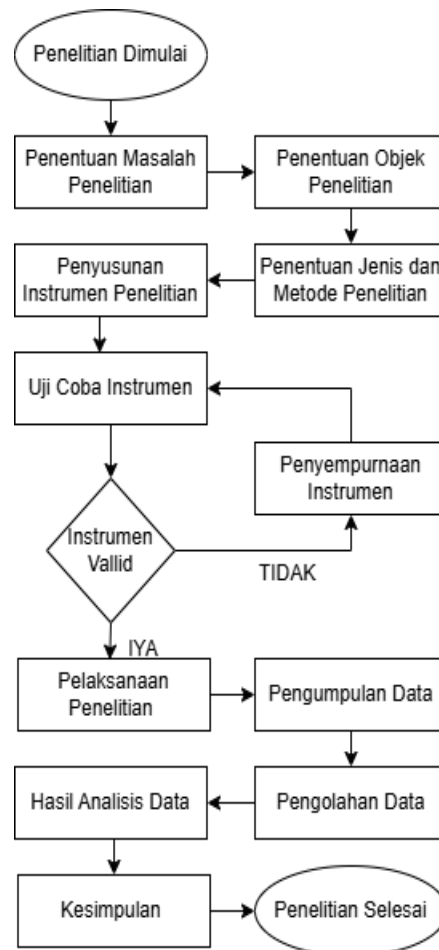 Penelitian Dimulai
Penentuan Masalah
Penelitian
Penentuan Objek
Penelitian
Penentuan Jenis dan
Metode Penelitian
Penyusunan
Instrumen Penelitian
Uji Coba Instrumen
Penyempurnaan
Instrumen
Instrumen
Vallid
TIDAK
IYA
Pelaksanaan
Penelitian
Pengumpulan Data
Pengolahan Data
Hasil Analisis Data
Kesimpulan
Penelitian Selesai